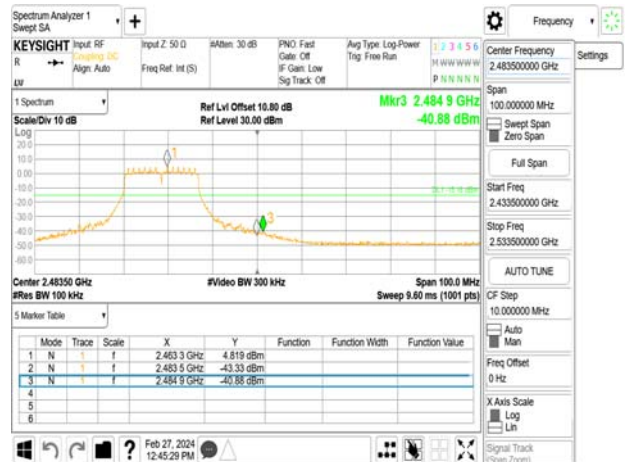 Spectrum Analyzer 1
Swept SA
Frequency
KEYSIGHT
Input: RF
Coupling: DC
Align: Auto
Input Z: 50 Ω
Freq Ref: Int (S)
#Atten: 30 dB
PNO: Fast
Gate: Off
IF Gain: Low
Sig Track: Off
Avg Type: Log-Power
Trig: Free Run
1 2 3 4 5 6
M W W W W W
P N N N N N
R
1 Spectrum
Scale/Div 10 dB
Ref Lvl Offset 10.80 dB
Ref Level 30.00 dBm
Mkr3 2.484 9 GHz
-40.88 dBm
Log
20.0
10.0
0.00
-10.0
-20.0
-30.0
-40.0
-50.0
-60.0
1
3
Center 2.48350 GHz
#Res BW 100 kHz
#Video BW 300 kHz
Span 100.0 MHz
Sweep 9.60 ms (1001 pts)
5 Marker Table
Mode Trace Scale X Y Function Function Width Function Value
1 N 1 f 2.463 3 GHz 4.819 dBm
2 N 1 f 2.483 5 GHz -43.33 dBm
3 N 1 f 2.484 9 GHz -40.88 dBm
4
5
6
Feb 27, 2024
12:45:29 PM
Center Frequency
2.483500000 GHz
Settings
Span
100.000000 MHz
Swept Span
Zero Span
Full Span
Start Freq
2.433500000 GHz
Stop Freq
2.533500000 GHz
AUTO TUNE
CF Step
10.000000 MHz
Auto
Man
Freq Offset
0 Hz
X Axis Scale
Log
Lin
Signal Track
(Span Zoom)